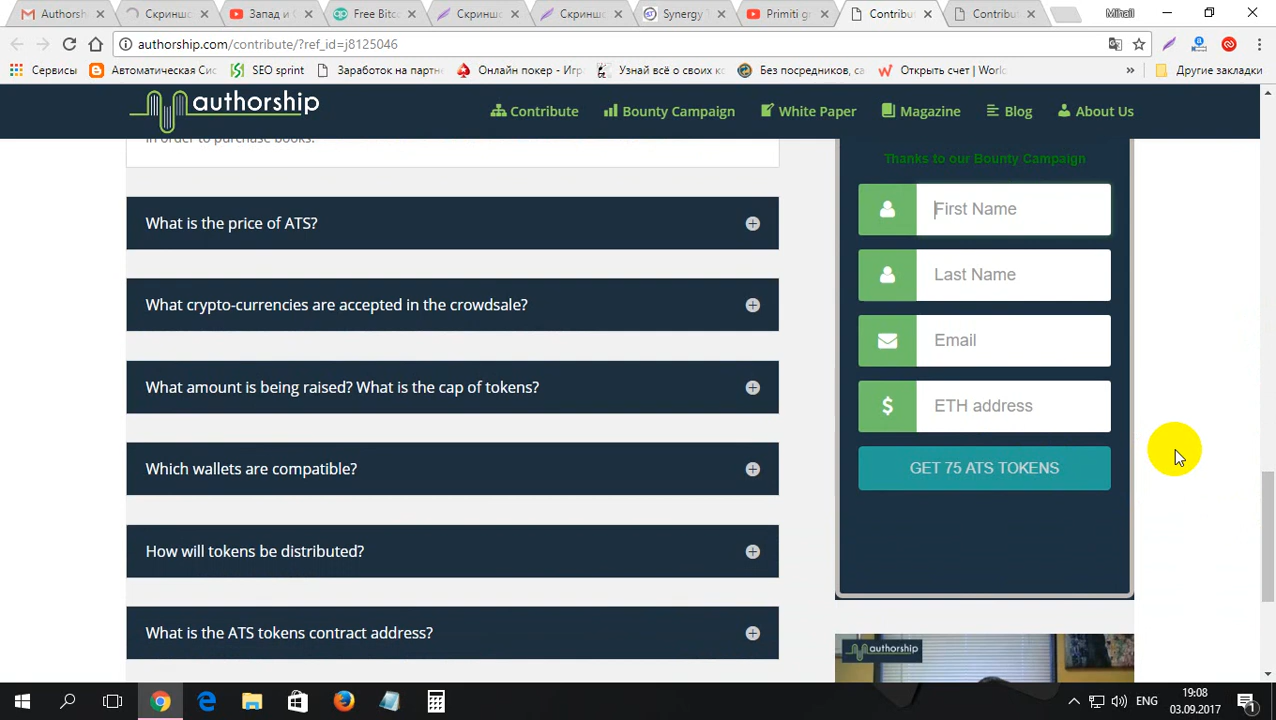 Authorsh
Скриншо
Запад и С
Free Bitc
Скриншо
Скриншо
Synergy T
Primiti g
Contribu
Contribu
Mihail
authorship.com/contribute/?ref_id=j8125046
Сервисы
Автоматическая Сис
SEO sprint
Заработок на партн
Онлайн покер - Игр
Узнай всё о своих к
Без посредников, са
Открыть счет | World
»
Другие закладки
authorship
Contribute
Bounty Campaign
White Paper
Magazine
Blog
About Us
in order to purchase books.
Thanks to our Bounty Campaign
First Name
What is the price of ATS?
Last Name
What crypto-currencies are accepted in the crowdsale?
Email
What amount is being raised? What is the cap of tokens?
$ ETH address
Which wallets are compatible?
GET 75 ATS TOKENS
How will tokens be distributed?
What is the ATS tokens contract address?
authorship
ENG
19:08
03.09.2017
1